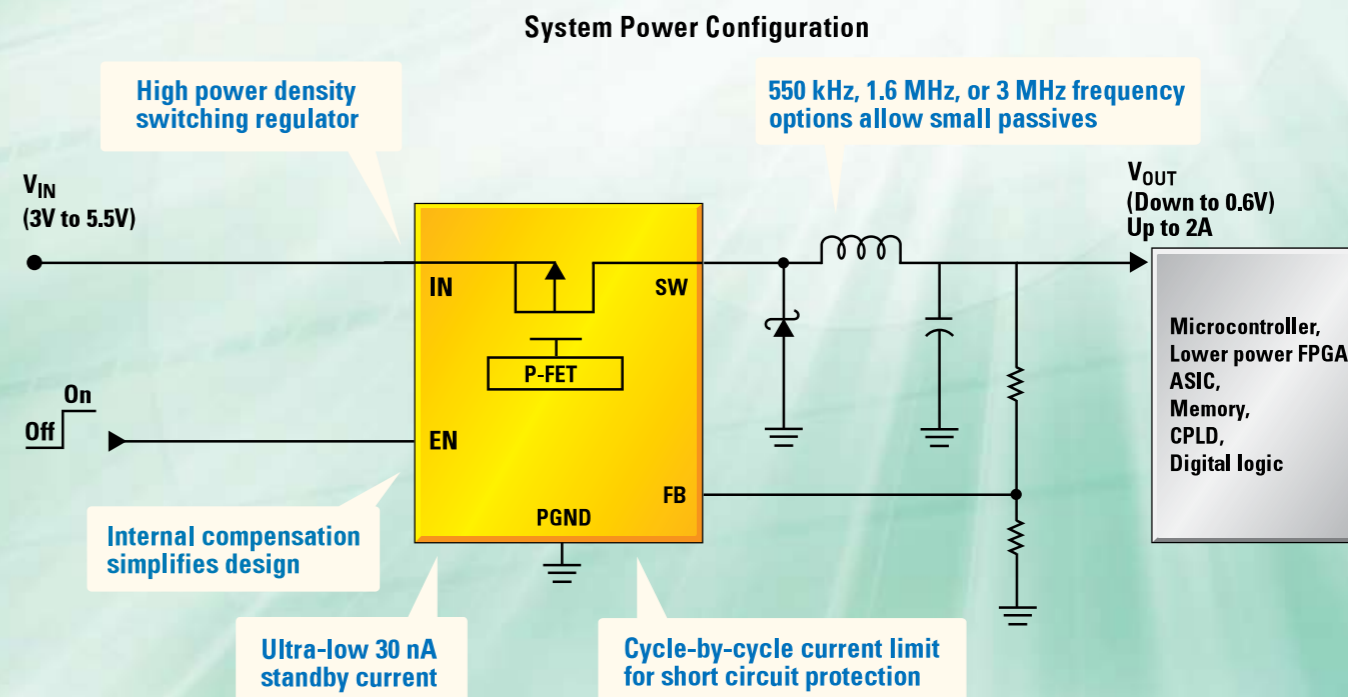 System Power Configuration
High power density
switching regulator
550 kHz, 1.6 MHz, or 3 MHz frequency
options allow small passives
VIN
(3V to 5.5V)
VOUT
(Down to 0.6V)
Up to 2A
IN
SW
P-FET
Microcontroller,
Lower power FPGA
ASIC,
Memory,
CPLD,
Digital logic
On
Off
EN
FB
PGND
Internal compensation
simplifies design
Ultra-low 30 nA
standby current
Cycle-by-cycle current limit
for short circuit protection